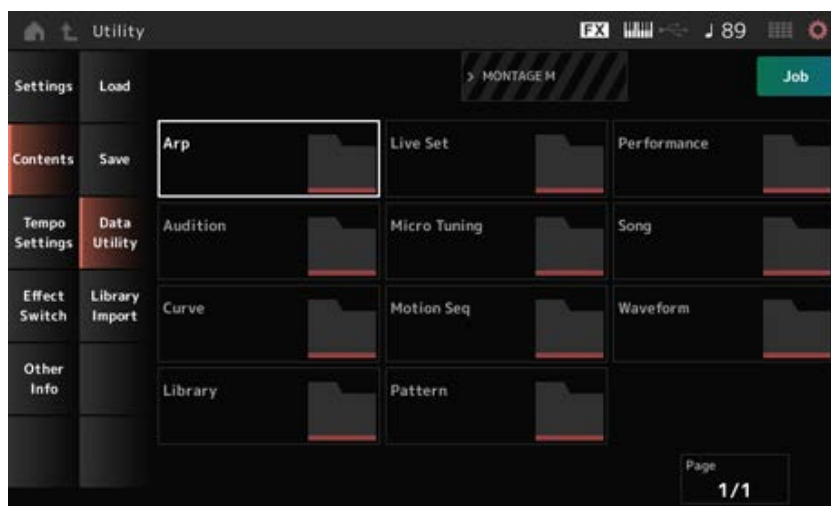 Utility
FX
♩ 89
Settings
Load
> MONTAGE M
Job
Contents
Save
Arp
Live Set
Performance
Tempo
Settings
Data
Utility
Audition
Micro Tuning
Song
Effect
Switch
Library
Import
Curve
Motion Seq
Waveform
Other
Info
Library
Pattern
Page
1/1